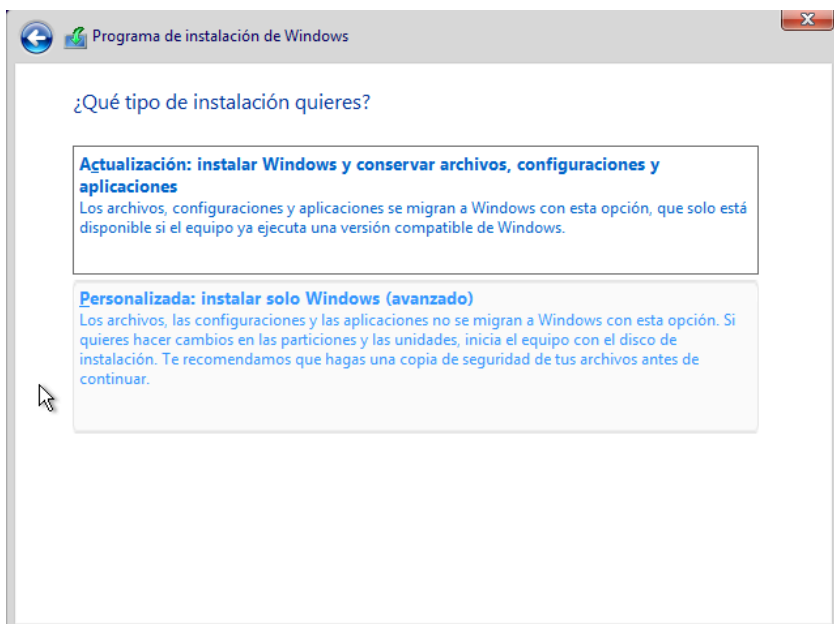 Programa de instalación de Windows
¿Qué tipo de instalación quieres?
Actualización: instalar Windows y conservar archivos, configuraciones y
aplicaciones
Los archivos, configuraciones y aplicaciones se migran a Windows con esta opción, que solo está
disponible si el equipo ya ejecuta una versión compatible de Windows.
Personalizada: instalar solo Windows (avanzado)
Los archivos, las configuraciones y las aplicaciones no se migran a Windows con esta opción. Si
quieres hacer cambios en las particiones y las unidades, inicia el equipo con el disco de
instalación. Te recomendamos que hagas una copia de seguridad de tus archivos antes de
continuar.